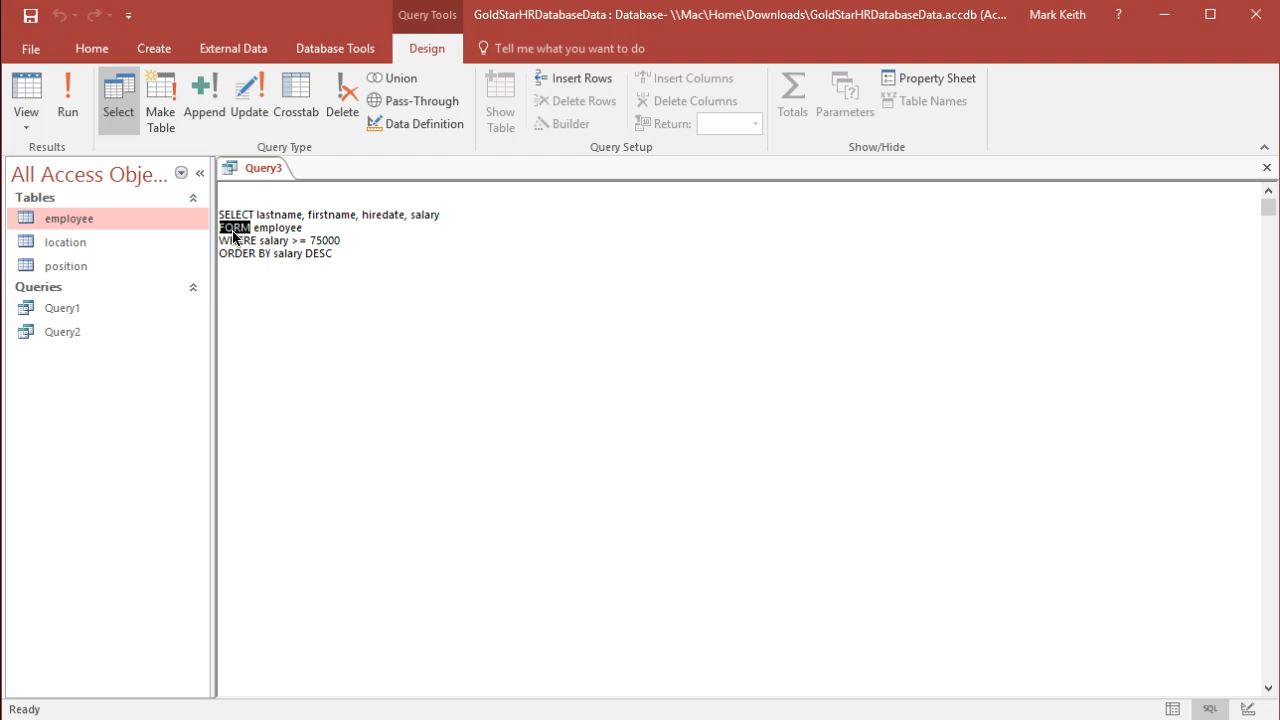 Query Tools
GoldStarHRDatabaseData : Database- \\Mac\Home\Downloads\GoldStarHRDatabaseData.accdb (Ac...
Mark Keith
?
File
Home
Create
External Data
Database Tools
Design
Tell me what you want to do
View
Run
Select
Make Table
Append
Update
Crosstab
Delete
Union
Pass-Through
Data Definition
Show Table
Insert Rows
Delete Rows
Builder
Insert Columns
Delete Columns
Return:
Totals
Parameters
Property Sheet
Table Names
Results
Query Type
Query Setup
Show/Hide
All Access Obje...
Tables
employee
location
position
Queries
Query1
Query2
Query3
SELECT lastname, firstname, hiredate, salary
FORM employee
WHERE salary > = 75000
ORDER BY salary DESC
Ready
SQL